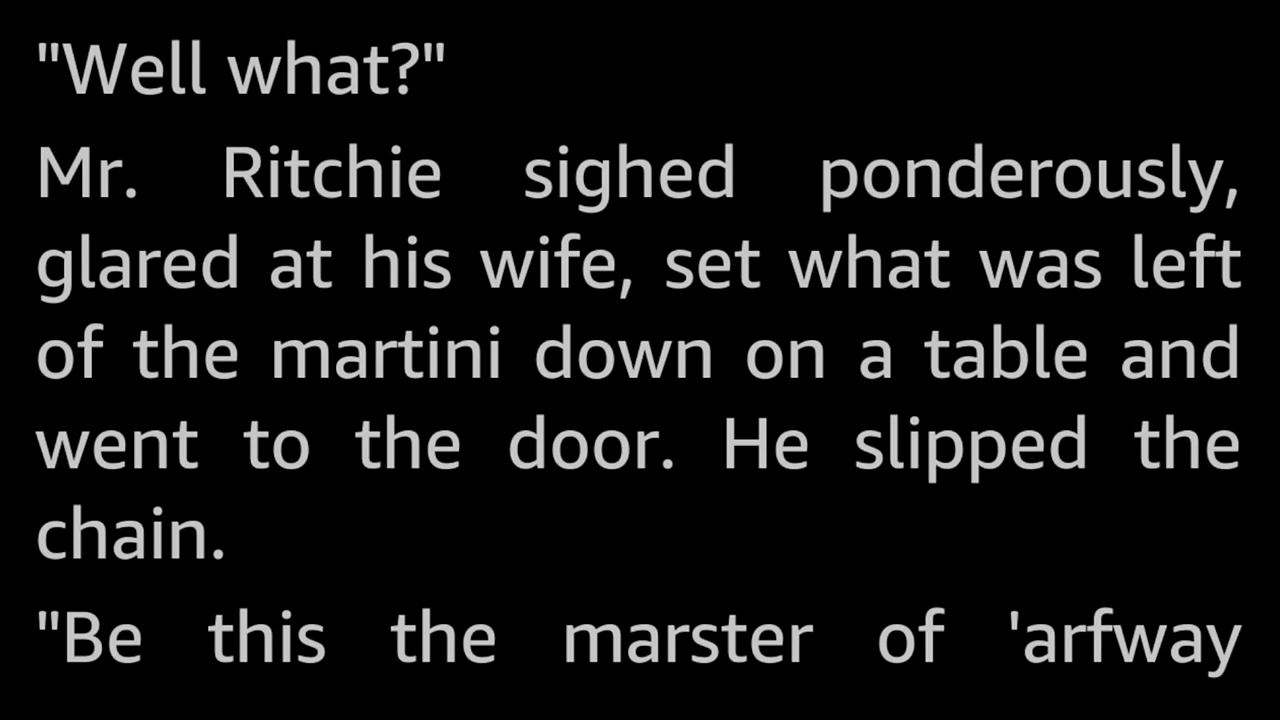 "Well what?"
Mr. Ritchie sighed ponderously,
glared at his wife, set what was left
of the martini down on a table and
went to the door. He slipped the
chain.
"Be this the marster of 'arfway